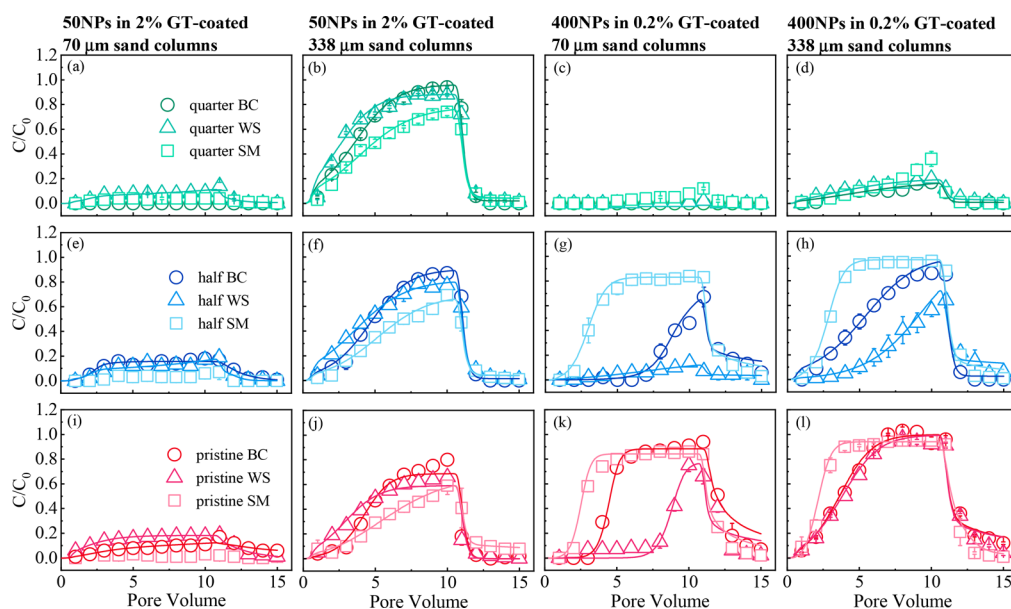 50NPs in 2% GT-coated
70 μm sand columns
50NPs in 2% GT-coated
338 μm sand columns
400NPs in 0.2% GT-coated
70 μm sand columns
400NPs in 0.2% GT-coated
338 μm sand columns
1.2
1.0
0.8
0.6
0.4
0.2
0.0
C/C0
(a)
quarter BC
quarter WS
quarter SM
(b)
(c)
(d)
1.0
0.8
0.6
0.4
0.2
0.0
C/C0
(e)
half BC
half WS
half SM
(f)
(g)
(h)
1.0
0.8
0.6
0.4
0.2
0.0
C/C0
(i)
pristine BC
pristine WS
pristine SM
(j)
(k)
(l)
0 5 10 15
0 5 10 15
0 5 10 15
0 5 10 15
Pore Volume
Pore Volume
Pore Volume
Pore Volume